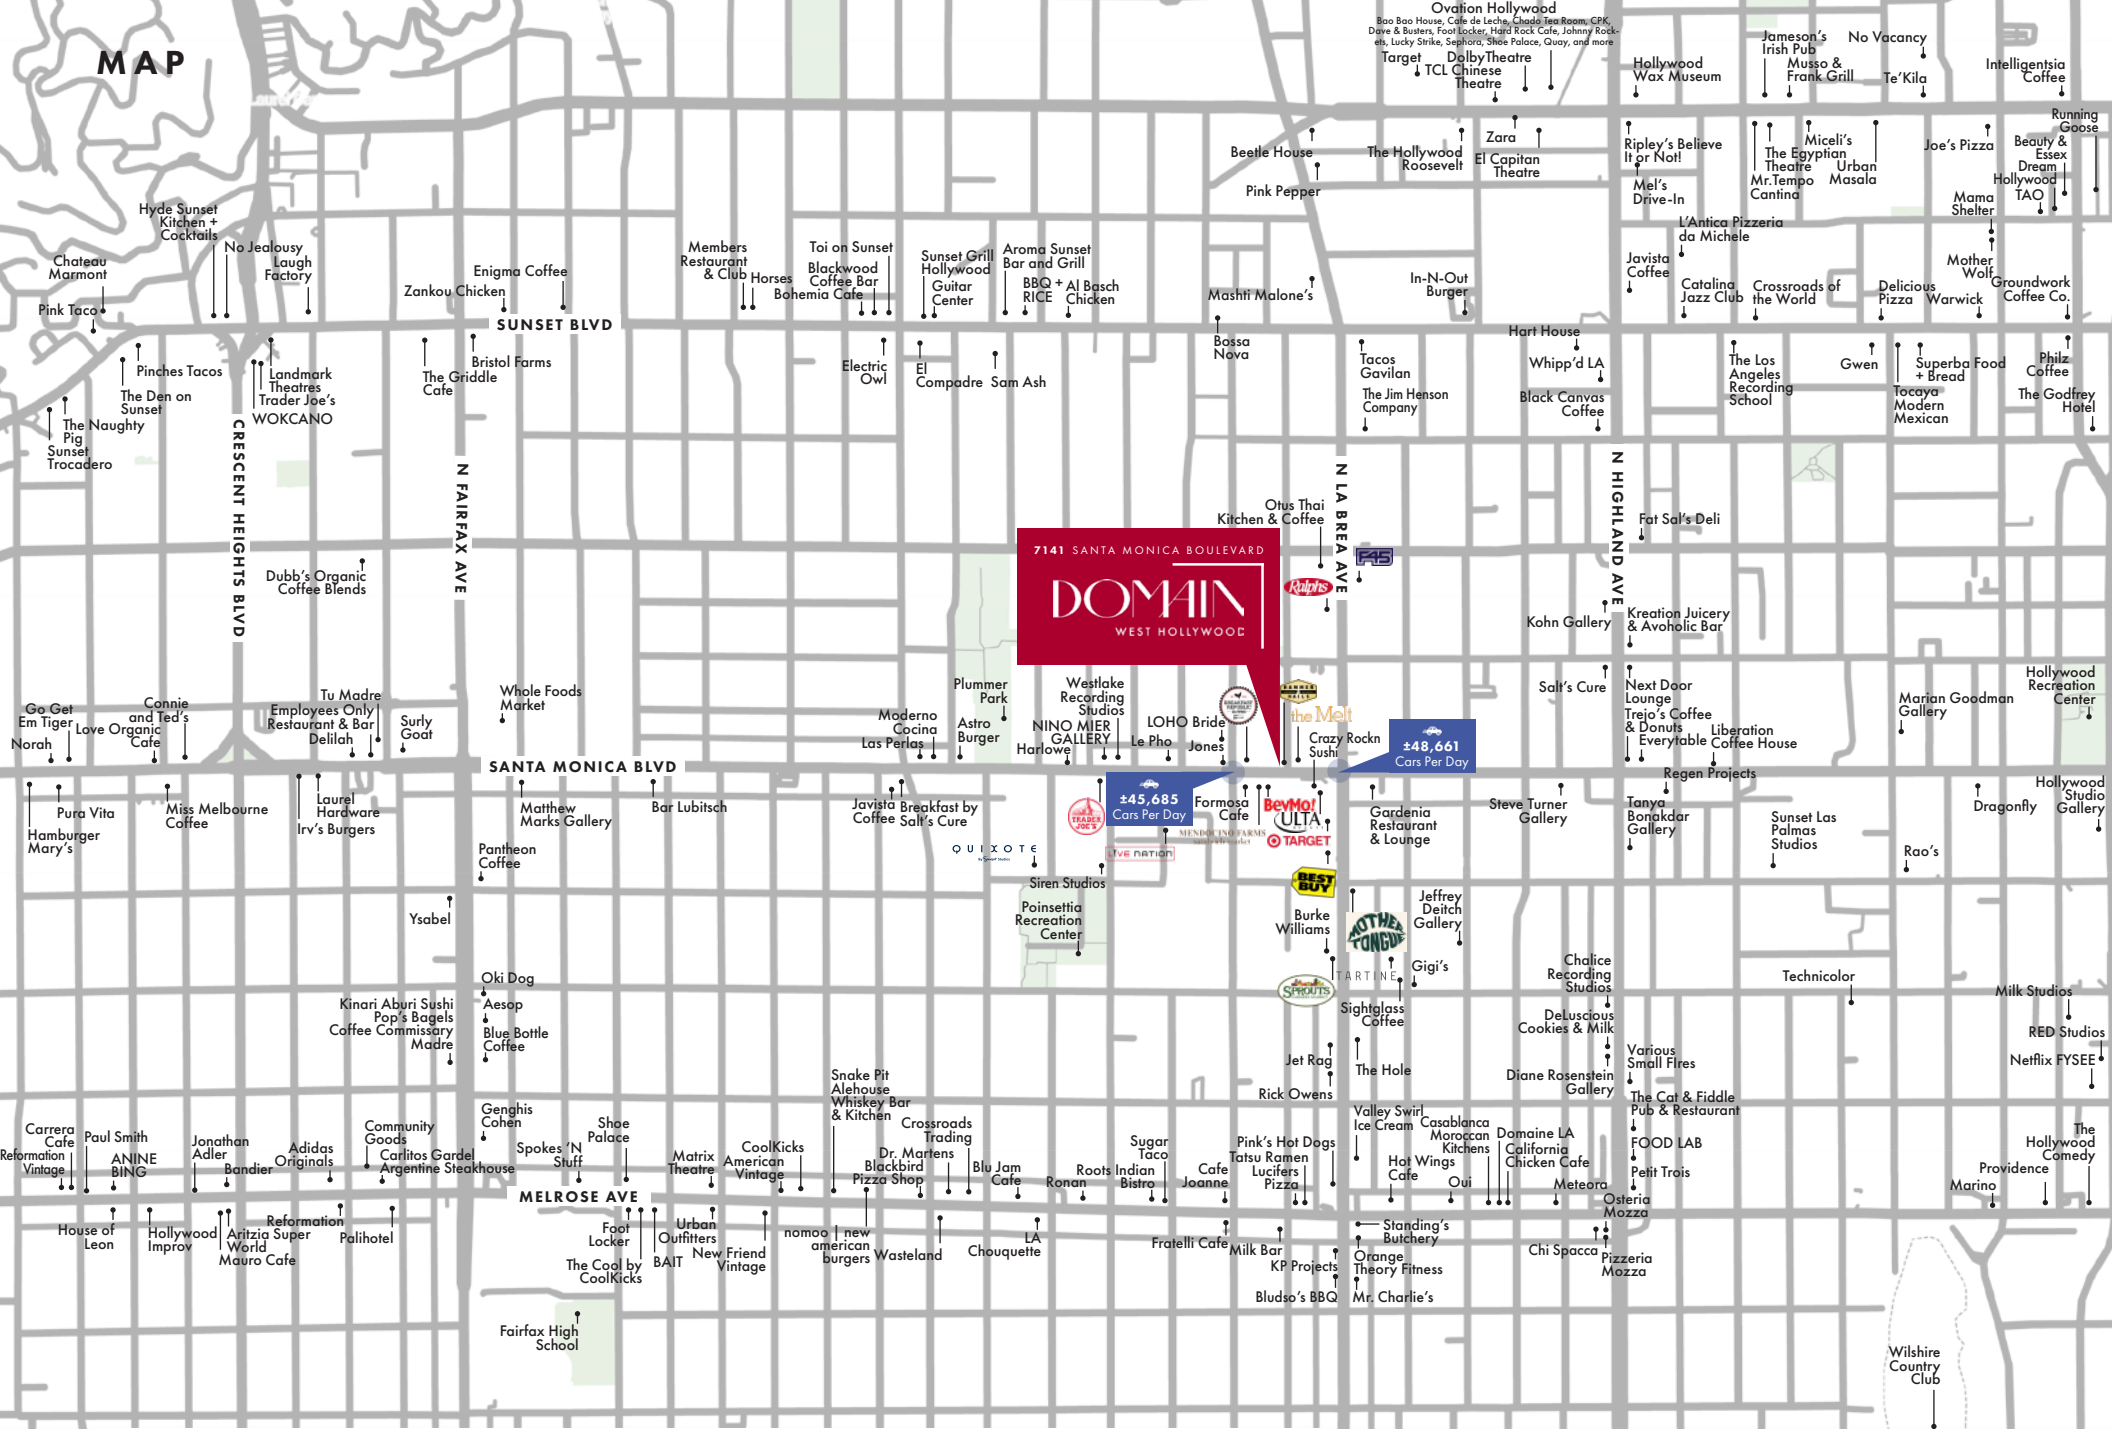 MAP
Ovation Hollywood
Bao Bao House, Cafe de Leche, Chado Tea Room, CPK,
Dave & Busters, Foot Locker, Hard Rock Cafe, Johnny Rock-
ets, Lucky Strike, Sephora, Shoe Palace, Quay, and more
Target
DolbyTheatre
TCL Chinese
Theatre
Hollywood
Wax Museum
Jameson's
Irish Pub
Musso &
Frank Grill
No Vacancy
Te'Kila
Intelligentsia
Coffee
Running
Goose
Beetle House
Pink Pepper
The Hollywood
Roosevelt
Zara
El Capitan
Theatre
Ripley's Believe
It or Not!
Mel's
Drive-In
Miceli's
The Egyptian
Theatre
Mr.Tempo
Cantina
Urban
Masala
Joe's Pizza
Beauty &
Essex
Dream
Hollywood
TAO
Mama
Shelter
Mother
Wolf
Hyde Sunset
Kitchen +
Cocktails
No Jealousy
Laugh
Factory
Chateau
Marmont
Pink Taco
Enigma Coffee
Zankou Chicken
Members
Restaurant
& Club
Horses
Toi on Sunset
Blackwood
Coffee Bar
Bohemia Cafe
Sunset Grill
Hollywood
Guitar
Center
Aroma Sunset
Bar and Grill
BBQ +
RICE
Al Basch
Chicken
Mashti Malone's
In-N-Out
Burger
L'Antica Pizzeria
da Michele
Javista
Coffee
Catalina
Jazz Club
Crossroads of
the World
Delicious
Pizza
Warwick
Groundwork
Coffee Co.
SUNSET BLVD
Pinches Tacos
The Den on
Sunset
The Naughty
Pig
Sunset
Trocadero
Landmark
Theatres
Trader Joe's
WOKCANO
The Griddle
Cafe
Bristol Farms
Electric
Owl
El
Compadre
Sam Ash
Bossa
Nova
Tacos
Gavilan
The Jim Henson
Company
Hart House
Whipp'd LA
Black Canvas
Coffee
The Los
Angeles
Recording
School
Gwen
Superba Food
+ Bread
Tocaya
Modern
Mexican
Philz
Coffee
The Godfrey
Hotel
CRESCENT HEIGHTS BLVD
N FAIRFAX AVE
N LA BREA AVE
N HIGHLAND AVE
Otus Thai
Kitchen & Coffee
Fat Sal's Deli
F45
Ralphs
7141 SANTA MONICA BOULEVARD
DOMAIN
WEST HOLLYWOOD
Dubb's Organic
Coffee Blends
Kohn Gallery
Kreation Juicery
& Avoholic Bar
Go Get
Em Tiger
Norah
Connie
and Ted's
Love Organic
Cafe
Tu Madre
Employees Only
Restaurant & Bar
Delilah
Surly
Goat
Whole Foods
Market
Moderno
Cocina
Las Perlas
Plummer
Park
Astro
Burger
Westlake
Recording
Studios
NINO MIER
GALLERY
Harlowe
LOHO Bride
Le Pho
Jones
the Melt
Crazy Rockn
Sushi
±48,661
Cars Per Day
Salt's Cure
Next Door
Lounge
Trejo's Coffee
& Donuts
Everytable
Liberation
Coffee House
Marian Goodman
Gallery
Hollywood
Recreation
Center
SANTA MONICA BLVD
Regen Projects
Hamburger
Mary's
Pura Vita
Miss Melbourne
Coffee
Laurel
Hardware
Irv's Burgers
Matthew
Marks Gallery
Bar Lubitsch
Javista
Coffee
Breakfast by
Salt's Cure
TRADER
JOE'S
±45,685
Cars Per Day
Formosa
Cafe
BevMo!
ULTA
MENDOCINO FARMS
TARGET
LIVE NATION
QUIXOTE
Gardenia
Restaurant
& Lounge
Steve Turner
Gallery
Tanya
Bonakdar
Gallery
Sunset Las
Palmas
Studios
Dragonfly
Hollywood
Studio
Gallery
Rao's
Pantheon
Coffee
Siren Studios
BEST
BUY
Ysabel
Poinsettia
Recreation
Center
Burke
Williams
MOTHER
TONGUE
Jeffrey
Deitch
Gallery
TARTINE
Gigi's
SPROUTS
Sightglass
Coffee
Chalice
Recording
Studios
Technicolor
Milk Studios
Oki Dog
Aesop
Blue Bottle
Coffee
Kinari Aburi Sushi
Pop's Bagels
Coffee Commissary
Madre
DeLuscious
Cookies & Milk
RED Studios
Netflix FYSEE
Jet Rag
Rick Owens
The Hole
Diane Rosenstein
Gallery
Various
Small FIres
The Cat & Fiddle
Pub & Restaurant
FOOD LAB
Petit Trois
Carrera
Cafe
Reformation
Vintage
Paul Smith
ANINE
BING
Jonathan
Adler
Bandier
Adidas
Originals
Community
Goods
Carlitos Gardel
Argentine Steakhouse
Genghis
Cohen
Spokes 'N
Stuff
Shoe
Palace
Matrix
Theatre
CoolKicks
American
Vintage
Snake Pit
Alehouse
Whiskey Bar
& Kitchen
Crossroads
Trading
Dr. Martens
Blackbird
Pizza Shop
Blu Jam
Cafe
Ronan
Roots Indian
Bistro
Sugar
Taco
Cafe
Joanne
Pink's Hot Dogs
Tatsu Ramen
Lucifers
Pizza
Valley Swirl
Ice Cream
Casablanca
Moroccan
Kitchens
Hot Wings
Cafe
Oui
Domaine LA
California
Chicken Cafe
Meteora
Osteria
Mozza
The
Hollywood
Comedy
Providence
Marino
MELROSE AVE
House of
Leon
Hollywood
Improv
Aritzia Super
World
Mauro Cafe
Reformation
Palihotel
Foot
Locker
The Cool by
CoolKicks
BAIT
Urban
Outfitters
New Friend
Vintage
nomoo | new
american
burgers
Wasteland
LA
Chouquette
Fratelli Cafe
Milk Bar
KP Projects
Bludso's BBQ
Standing's
Butchery
Orange
Theory Fitness
Mr. Charlie's
Chi Spacca
Pizzeria
Mozza
Fairfax High
School
Wilshire
Country
Club